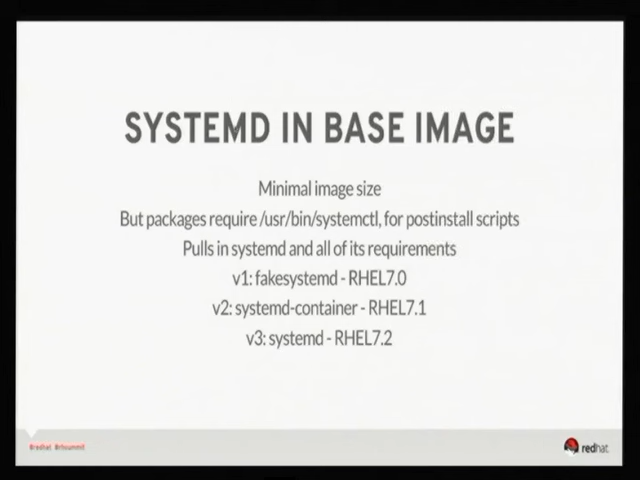 SYSTEMD IN BASE IMAGE
Minimal image size
But packages require /usr/bin/systemctl, for postinstall scripts
Pulls in systemd and all of its requirements
v1: fakesystemd - RHEL7.0
v2: systemd-container - RHEL7.1
v3: systemd - RHEL7.2
#redhat #rhsummit
redhat